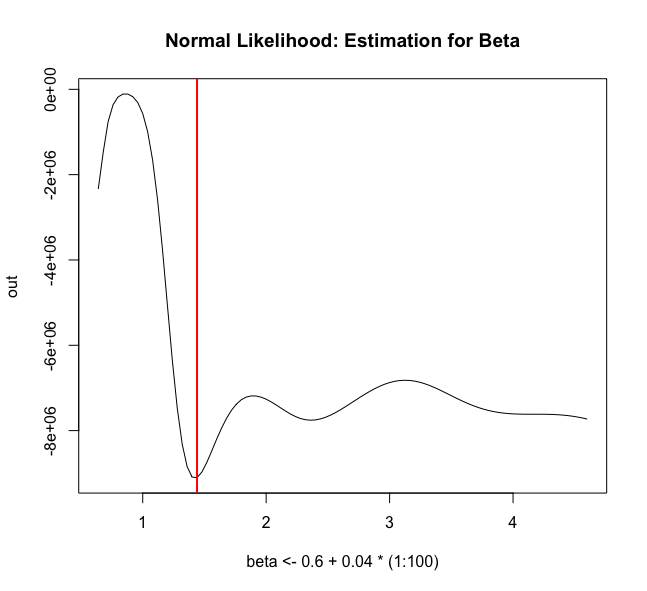 Normal Likelihood: Estimation for Beta
0e+00
-2e+06
-4e+06
-6e+06
-8e+06
out
1 2 3 4
beta <- 0.6 + 0.04 * (1:100)